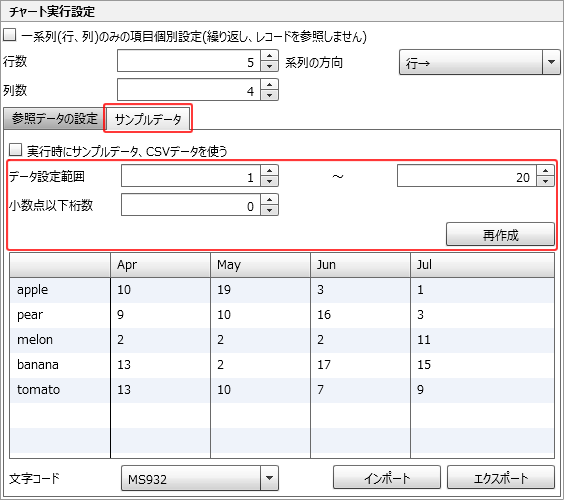 チャート実行設定
一系列(行、列)のみの項目個別設定(繰り返し、レコードを参照しません)
行数 5 系列の方向 行→
列数 4
参照データの設定 サンプルデータ
実行時にサンプルデータ、CSVデータを使う
データ設定範囲 1 ～ 20
小数点以下桁数 0
再作成
Apr May Jun Jul
apple 10 19 3 1
pear 9 10 16 3
melon 2 2 2 11
banana 13 2 17 15
tomato 13 10 7 9
文字コード MS932 インポート エクスポート